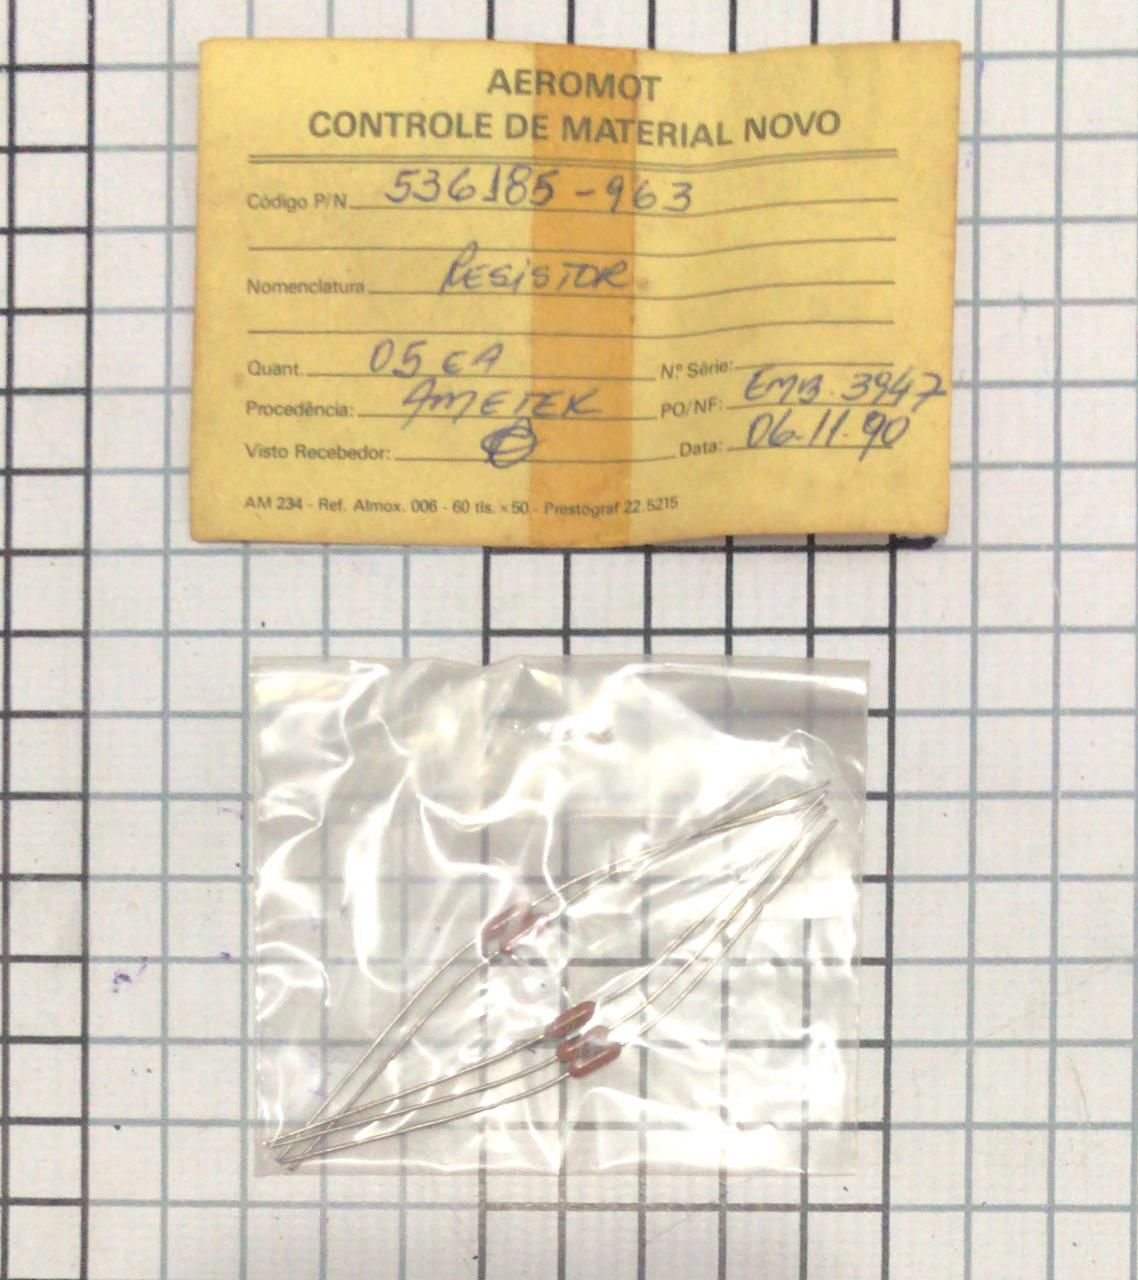 AEROMOT
CONTROLE DE MATERIAL NOVO
Código P/N 536185-963
Nomenclatura RESISTOR
Quant. 05 EA Nº Série:
Procedência: AMETEK PO/NF: EMB. 3947
Visto Recebedor: Data: 06.11.90
AM 234 - Ref. Almox. 006 - 60 tls. x 50 - Prestograf 22.5215